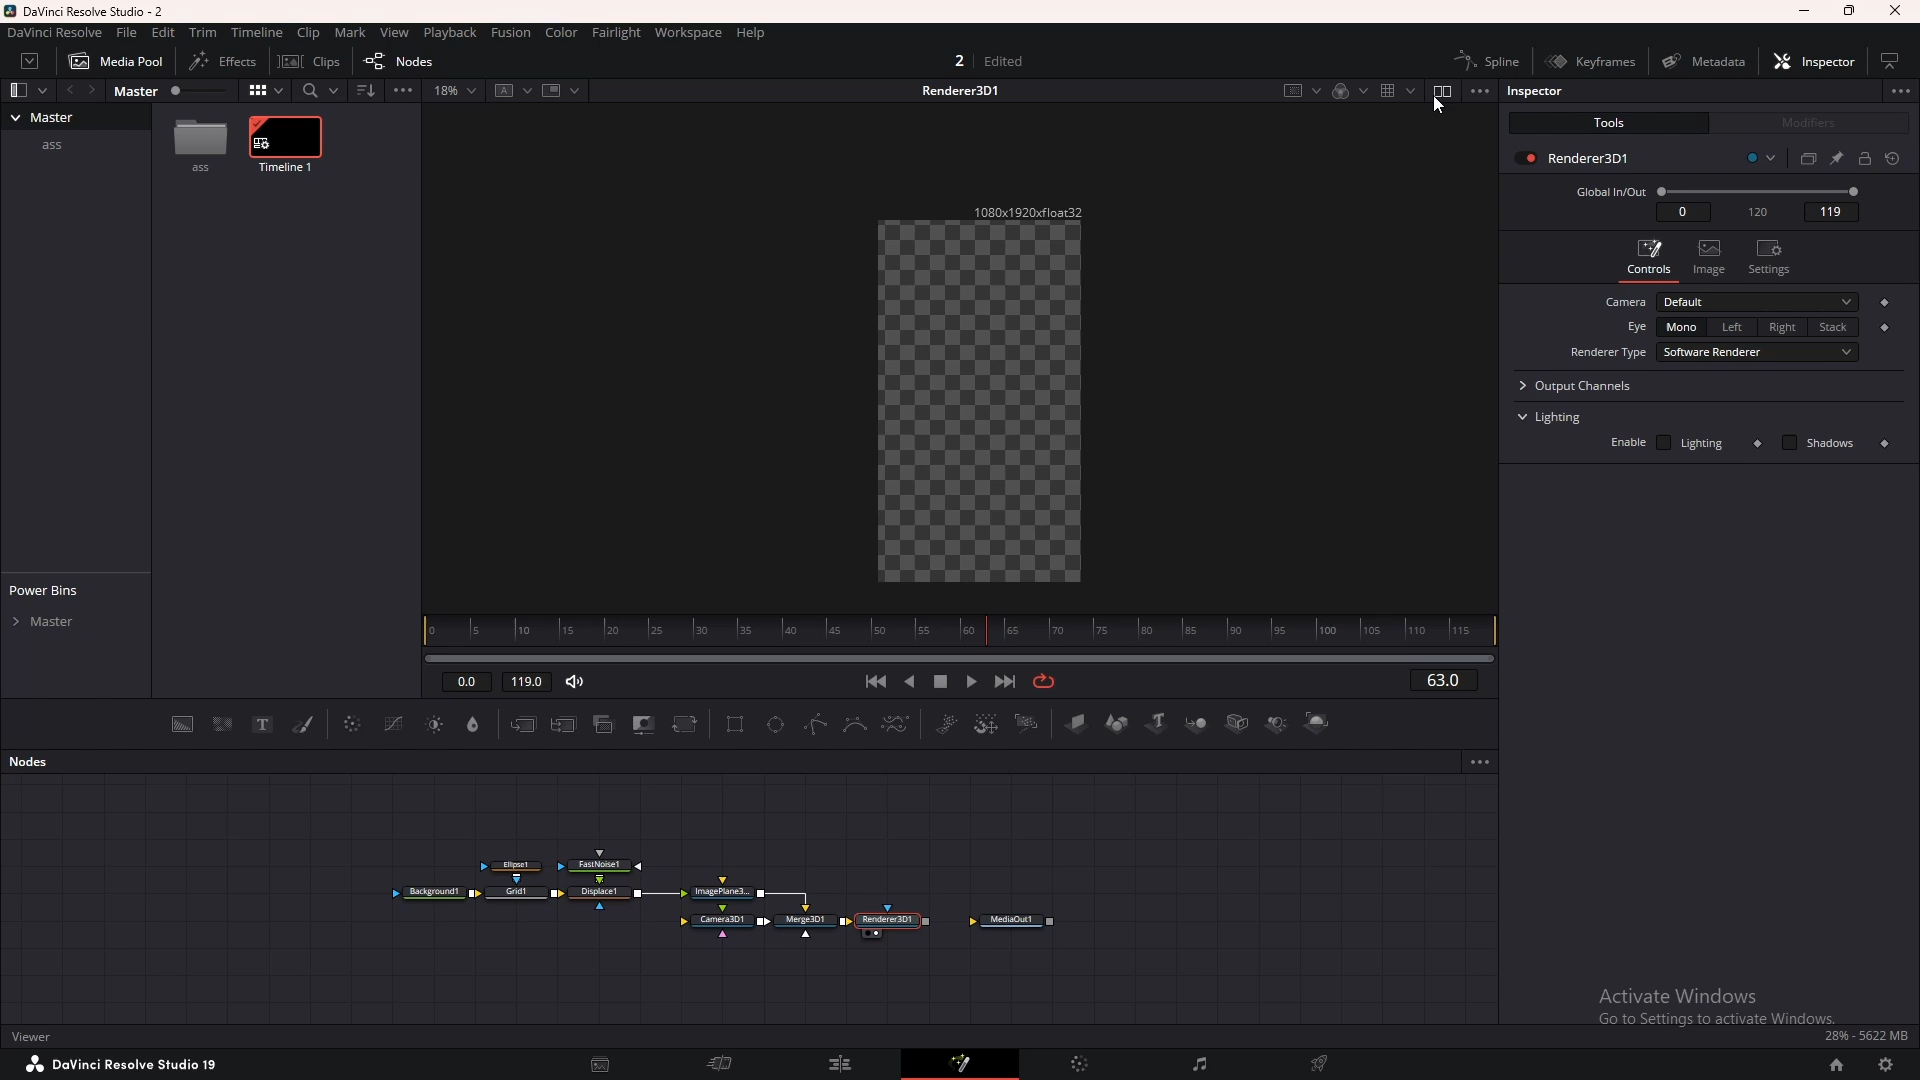 DaVinci Resolve Studio - 2
DaVinci Resolve File Edit Trim Timeline Clip Mark View Playback Fusion Color Fairlight Workspace Help
Media Pool Effects Clips Nodes 2 Edited Spline Keyframes Metadata Inspector
Master 18% A Renderer3D1 Inspector
Master
ass
ass
Timeline 1
Power Bins
Master
1080x1920xfloat32
0 5 10 15 20 25 30 35 40 45 50 55 60 65 70 75 80 85 90 95 100 105 110 115
0.0 119.0 63.0
Tools Modifiers
Renderer3D1
Global In/Out
0 120 119
Controls Image Settings
Camera Default
Eye Mono Left Right Stack
Renderer Type Software Renderer
Output Channels
Lighting
Enable Lighting Shadows
T
Nodes
Ellipse1 FastNoise1
Background1 Grid1 Displace1 ImagePlane3...
Camera3D1 Merge3D1 Renderer3D1 MediaOut1
Activate Windows
Go to Settings to activate Windows.
Viewer 28% - 5622 MB
DaVinci Resolve Studio 19